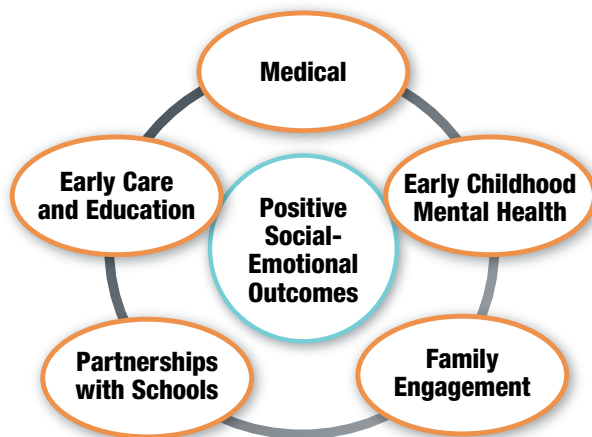 Medical
Early Care
and Education
Early Childhood
Mental Health
Positive
Social-
Emotional
Outcomes
Partnerships
with Schools
Family
Engagement